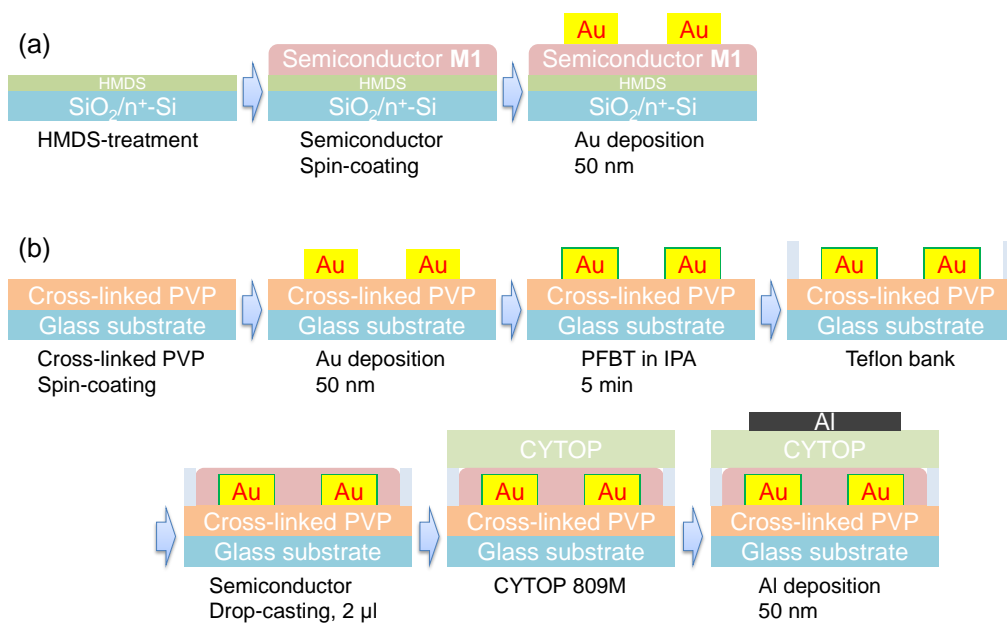 (a)
HMDS
SiO2/n+-Si
HMDS-treatment
Semiconductor M1
HMDS
SiO2/n+-Si
Semiconductor
Spin-coating
Au Au
Semiconductor M1
HMDS
SiO2/n+-Si
Au deposition
50 nm
(b)
Cross-linked PVP
Glass substrate
Cross-linked PVP
Spin-coating
Au Au
Cross-linked PVP
Glass substrate
Au deposition
50 nm
Au Au
Cross-linked PVP
Glass substrate
PFBT in IPA
5 min
Au Au
Cross-linked PVP
Glass substrate
Teflon bank
Au Au
Cross-linked PVP
Glass substrate
Semiconductor
Drop-casting, 2 µl
CYTOP
Au Au
Cross-linked PVP
Glass substrate
CYTOP 809M
Al
CYTOP
Au Au
Cross-linked PVP
Glass substrate
Al deposition
50 nm